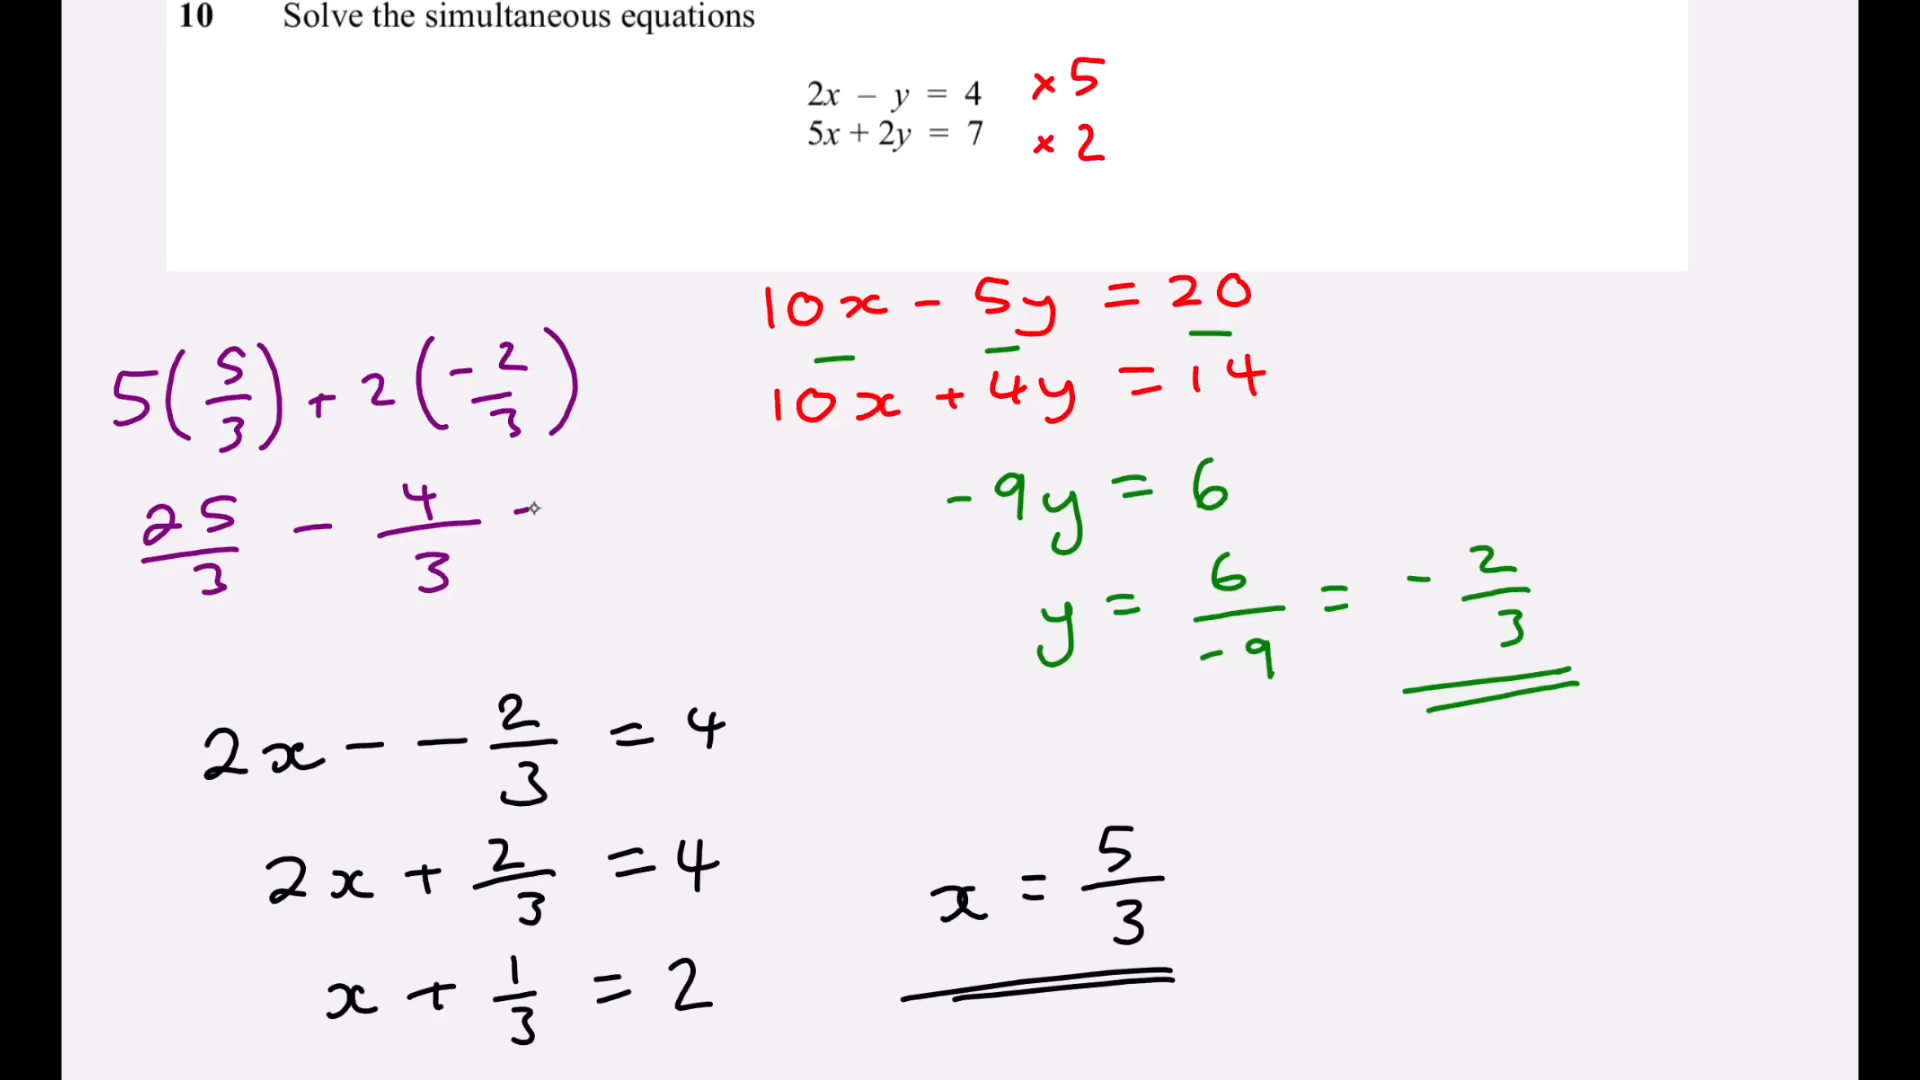 10 Solve the simultaneous equations
2x − y = 4 × 5
5x + 2y = 7 × 2
10x - 5y = 20
10x + 4y = 14
5(5/3) + 2(-2/3)
25/3 - 4/3 -
-9y = 6
y = 6/-9 = -2/3
2x - - 2/3 = 4
2x + 2/3 = 4
x + 1/3 = 2
x = 5/3